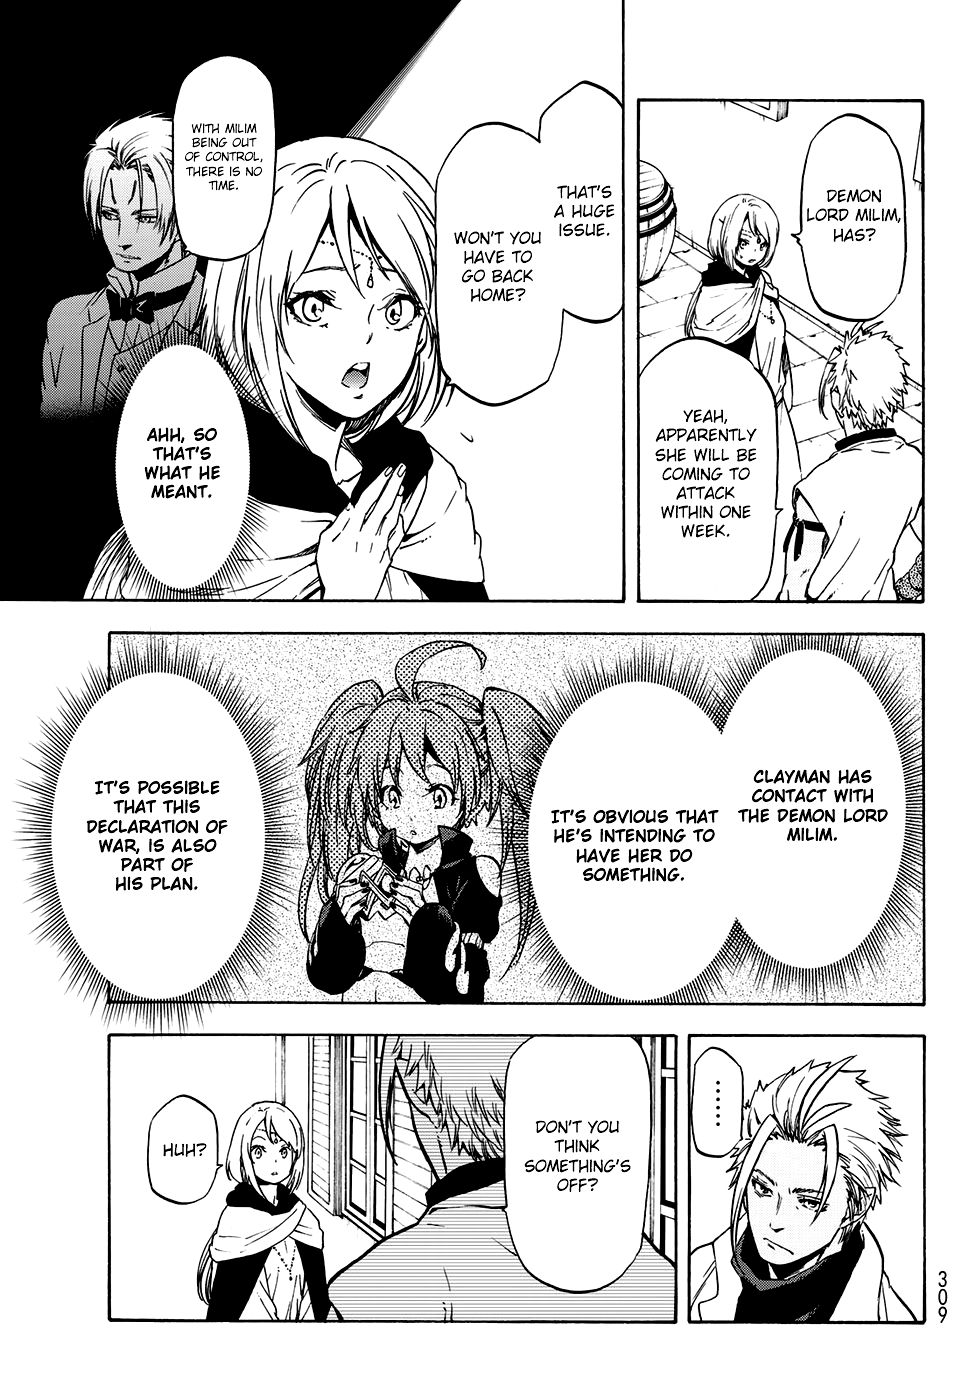 DEMON
LORD MILIM,
HAS?
YEAH,
APPARENTLY
SHE WILL BE
COMING TO
ATTACK
WITHIN ONE
WEEK.
THAT'S
A HUGE
ISSUE.
WON'T YOU
HAVE TO
GO BACK
HOME?
WITH MILIM
BEING OUT
OF CONTROL,
THERE IS NO
TIME.
AHH, SO
THAT'S
WHAT HE
MEANT.
CLAYMAN HAS
CONTACT WITH
THE DEMON LORD
MILIM.
IT'S OBVIOUS THAT
HE'S INTENDING TO
HAVE HER DO
SOMETHING.
IT'S POSSIBLE
THAT THIS
DECLARATION OF
WAR, IS ALSO
PART OF
HIS PLAN.
......
DON'T YOU
THINK
SOMETHING'S
OFF?
HUH?
309